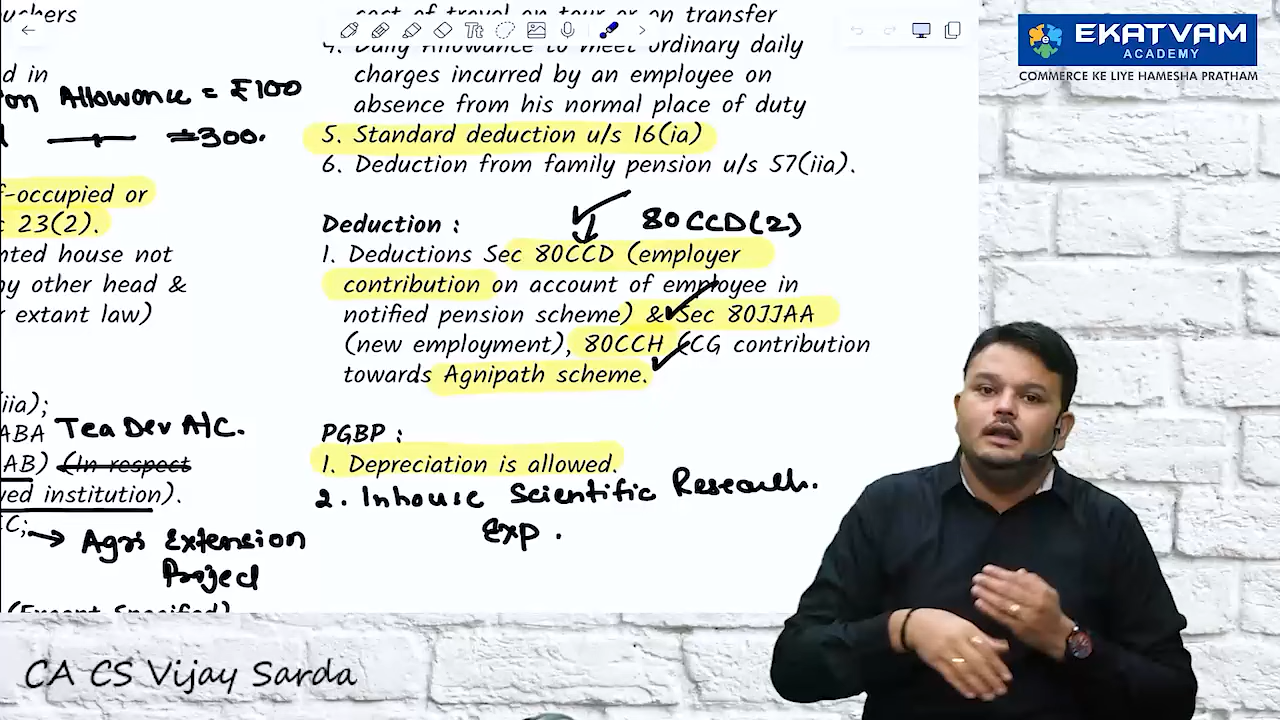 uchers
d in
on Allowance = ₹100
300.
f-occupied or
c 23(2).
nted house not
by other head &
r extant law)
iia);
ABA Tea Dev A/C.
AB) (In respect
ved institution).
C; → Agri Extension
Project
(Except Specified)
cost of travel on tour or on transfer
4. Daily Allowance to meet ordinary daily
charges incurred by an employee on
absence from his normal place of duty
5. Standard deduction u/s 16(ia)
6. Deduction from family pension u/s 57(iia).
Deduction :
80CCD(2)
1. Deductions Sec 80CCD (employer
contribution on account of employee in
notified pension scheme) & Sec 80JJAA
(new employment), 80CCH (CG contribution
towards Agnipath scheme.
PGBP :
1. Depreciation is allowed.
2. Inhouse Scientific Research.
Exp.
EKATVAM
ACADEMY
COMMERCE KE LIYE HAMESHA PRATHAM
CA CS Vijay Sarda